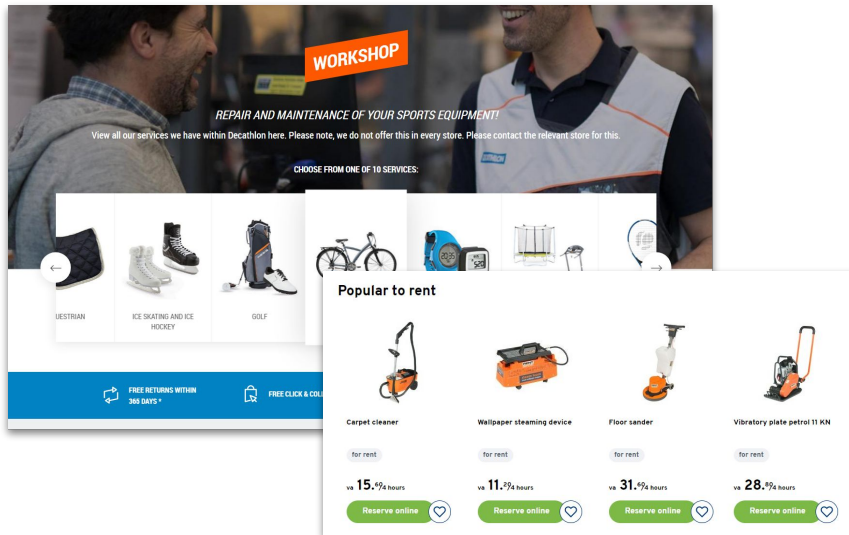 WORKSHOP
REPAIR AND MAINTENANCE OF YOUR SPORTS EQUIPMENT!
View all our services we have within Decathlon here. Please note, we do not offer this in every store. Please contact the relevant store for this.
CHOOSE FROM ONE OF 10 SERVICES:
UESTRIAN
ICE SKATING AND ICE
HOCKEY
GOLF
FREE RETURNS WITHIN
365 DAYS *
FREE CLICK & COLL
Popular to rent
Carpet cleaner
Wallpaper steaming device
Floor sander
Vibratory plate petrol 11 KN
for rent
for rent
for rent
for rent
va 15.69/4 hours
va 11.29/4 hours
va 31.69/4 hours
va 28.89/4 hours
Reserve online
Reserve online
Reserve online
Reserve online